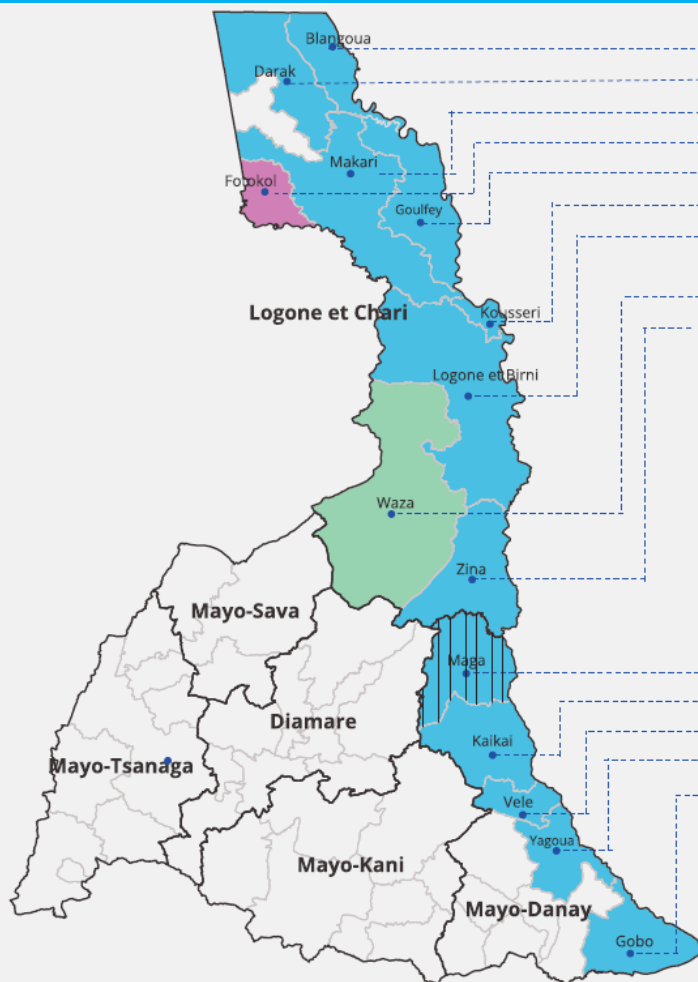 Blangoua
Darak
Makari
Fotokol
Goulfey
Logone et Chari
Kousseri
Logone et Birni
Waza
Zina
Mayo-Sava
Maga
Diamare
Kaikai
Mayo-Tsanaga
Vele
Yagoua
Mayo-Kani
Mayo-Danay
Gobo